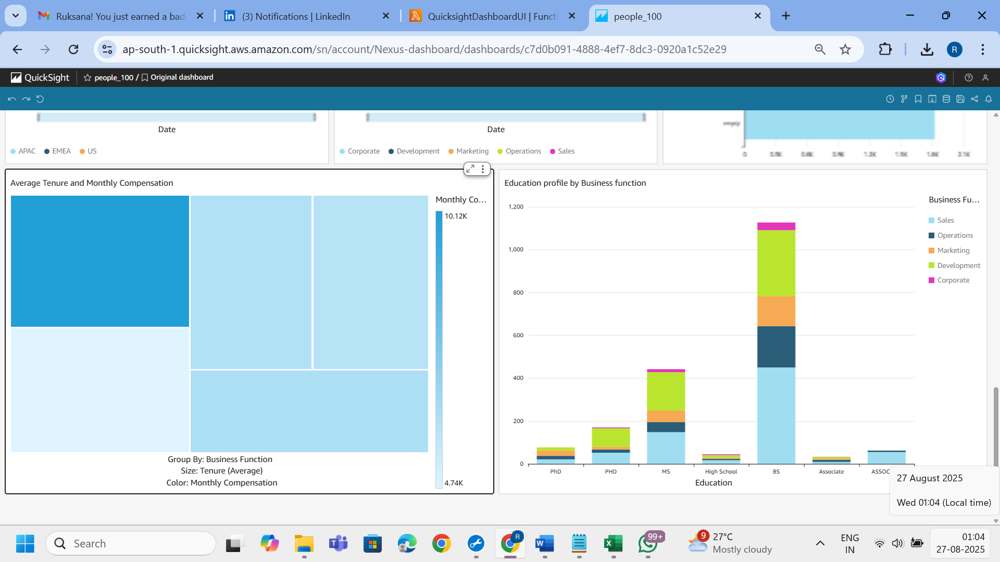 Ruksana! You just earned a bad
(3) Notifications | LinkedIn
QuicksightDashboardUI | Functi
people_100
ap-south-1.quicksight.aws.amazon.com/sn/account/Nexus-dashboard/dashboards/c7d0b091-4888-4ef7-8dc3-0920a1c52e29
R
QuickSight
people_100 / Original dashboard
Date
APAC EMEA US
Date
Corporate Development Marketing Operations Sales
empty
0 0.3K 0.6K 0.9K 1.2K 1.5K 1.8K 2.1K
Average Tenure and Monthly Compensation
Monthly Co...
10.12K
4.74K
Group By: Business Function
Size: Tenure (Average)
Color: Monthly Compensation
Education profile by Business function
1,200
1,000
800
600
400
200
0
PhD PHD MS High School BS Associate ASSOC
Education
Business Fu...
Sales
Operations
Marketing
Development
Corporate
27 August 2025
Wed 01:04 (Local time)
Search
R
99+
9
27°C
Mostly cloudy
ENG
IN
01:04
27-08-2025